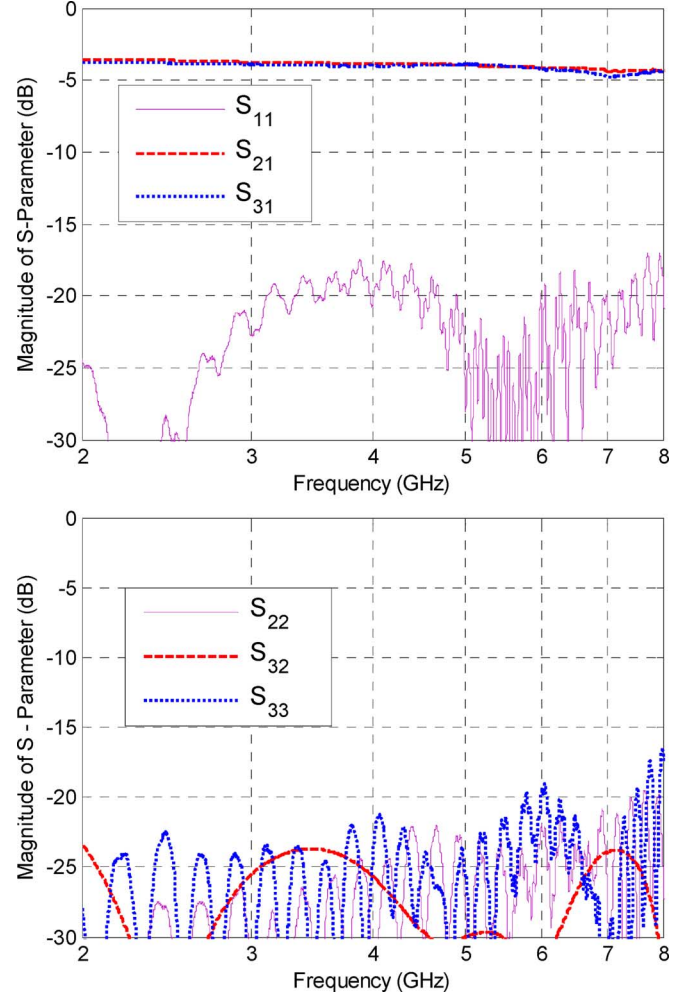 0
-5
-10
-15
-20
-25
-30
Magnitude of S-Parameter (dB)
S11
S21
S31
2 3 4 5 6 7 8
Frequency (GHz)
0
-5
-10
-15
-20
-25
-30
Magnitude of S - Parameter (dB)
S22
S32
S33
2 3 4 5 6 7 8
Frequency (GHz)